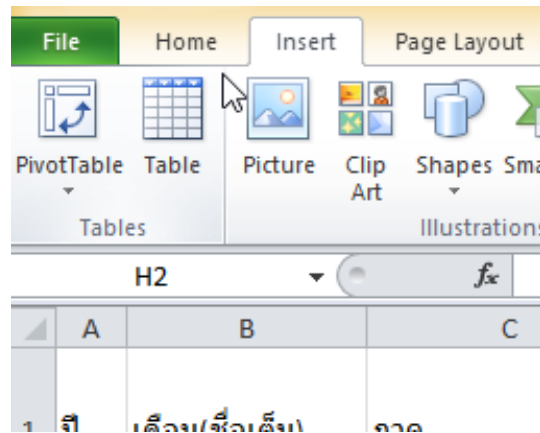 File Home Insert Page Layout
PivotTable Table Picture Clip Art Shapes
Tables Illustrations
H2 fx
A B C
1 ปี เดือน(ชื่อเต็ม) ภาค